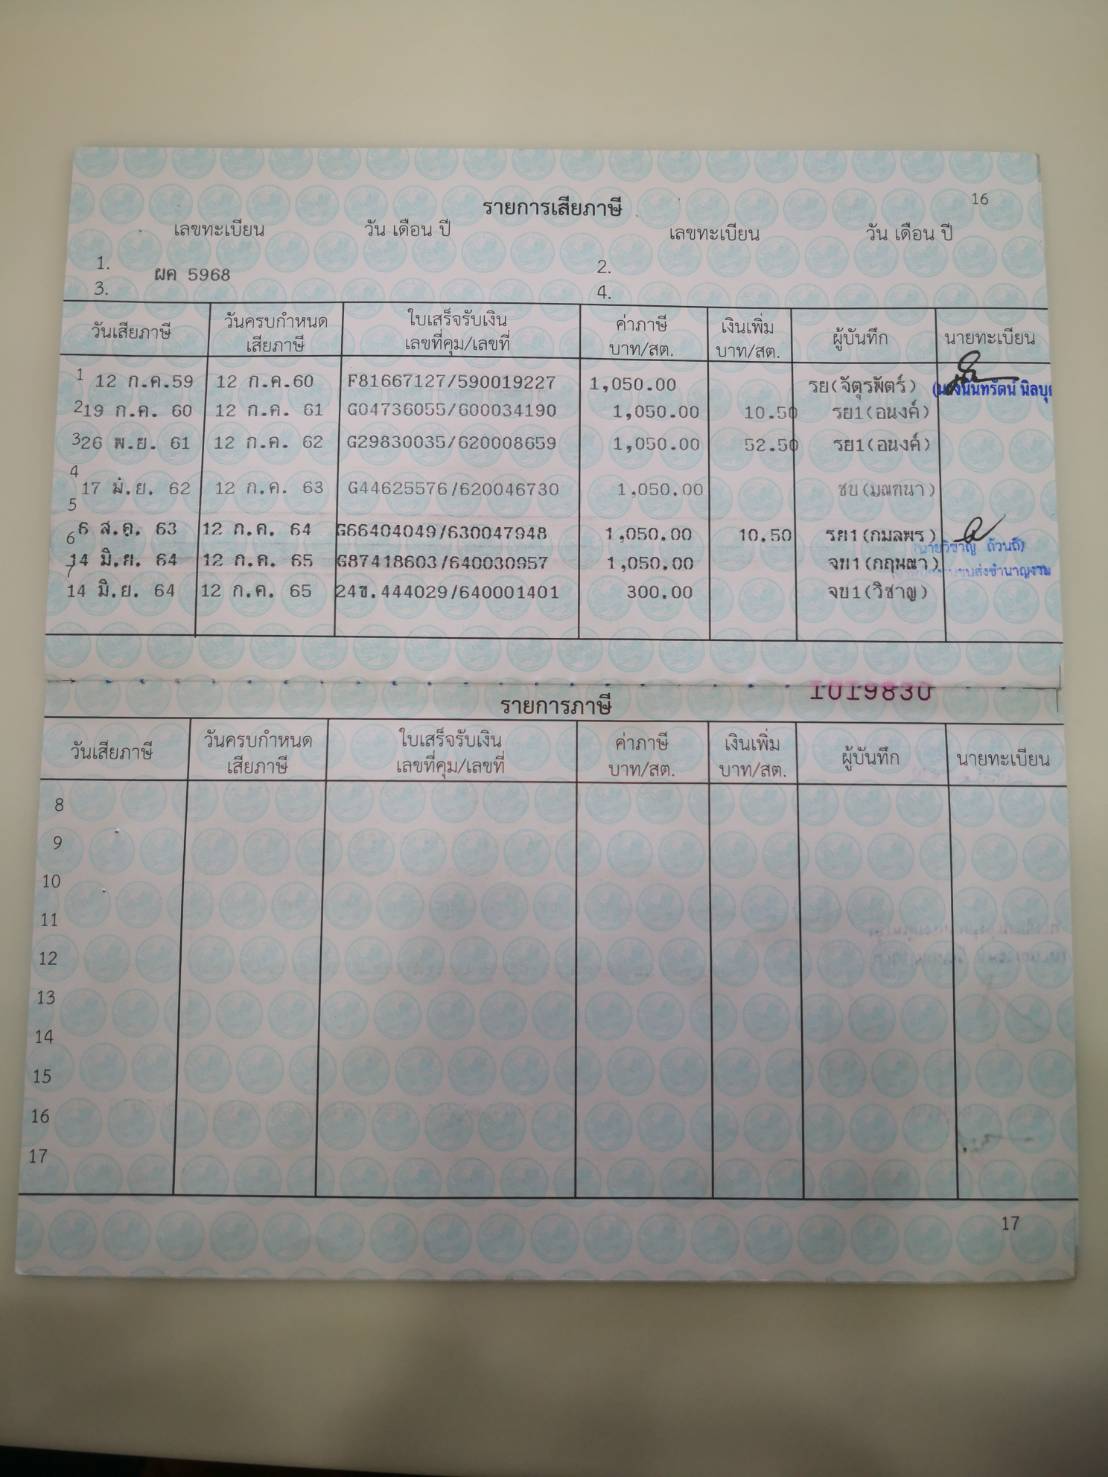 16
รายการเสียภาษี
เลขทะเบียน วัน เดือน ปี เลขทะเบียน วัน เดือน ปี
1. ผค 5968 2.
3. 4.
วันเสียภาษี วันครบกำหนดเสียภาษี ใบเสร็จรับเงิน เลขที่คุม/เลขที่ ค่าภาษี บาท/สต. เงินเพิ่ม บาท/สต. ผู้บันทึก นายทะเบียน
1 12 ก.ค.59 12 ก.ค.60 F81667127/590019227 1,050.00 รย(จัตุรพัตร์)
2 19 ก.ค. 60 12 ก.ค. 61 G04736055/600034190 1,050.00 10.50 รย1(อนงค์)
3 26 พ.ย. 61 12 ก.ค. 62 G29830035/620008659 1,050.00 52.50 รย1(อนงค์)
4 17 มิ.ย. 62 12 ก.ค. 63 G44625576/620046730 1,050.00 ชบ(มณฑนา)
5 6 ส.ค. 63 12 ก.ค. 64 G66404049/630047948 1,050.00 10.50 รย1(กมลพร)
6 14 มิ.ย. 64 12 ก.ค. 65 G87418603/640030957 1,050.00 จบ1(กฤษณา)
7 14 มิ.ย. 64 12 ก.ค. 65 24ข.444029/640001401 300.00 จบ1(วิชาญ)
1019830
รายการภาษี
วันเสียภาษี วันครบกำหนดเสียภาษี ใบเสร็จรับเงิน เลขที่คุม/เลขที่ ค่าภาษี บาท/สต. เงินเพิ่ม บาท/สต. ผู้บันทึก นายทะเบียน
8
9
10
11
12
13
14
15
16
17
17